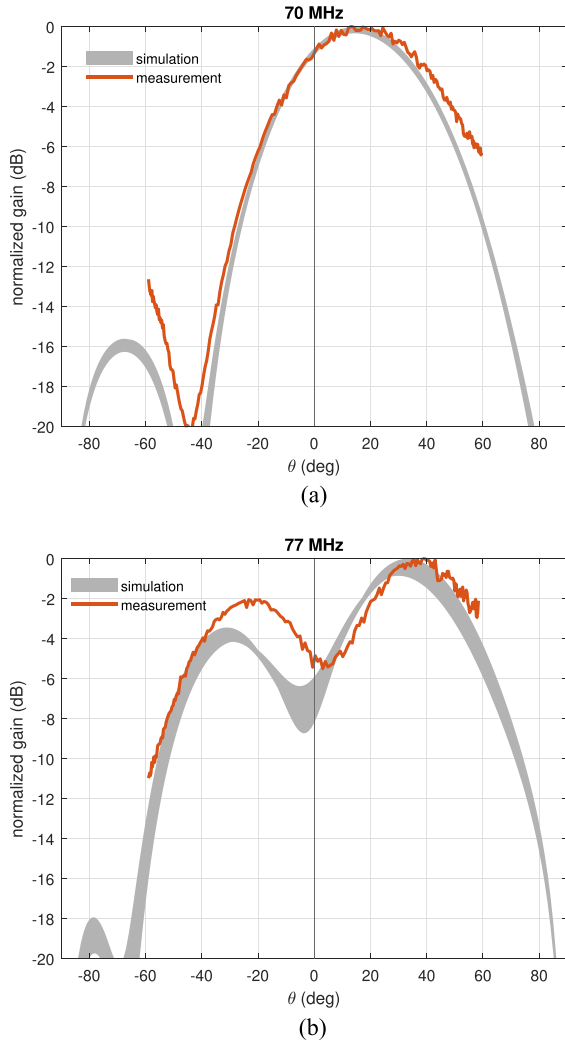 70 MHz
simulation
measurement
normalized gain (dB)
0
-2
-4
-6
-8
-10
-12
-14
-16
-18
-20
-80 -60 -40 -20 0 20 40 60 80
θ (deg)
(a)
77 MHz
simulation
measurement
normalized gain (dB)
0
-2
-4
-6
-8
-10
-12
-14
-16
-18
-20
-80 -60 -40 -20 0 20 40 60 80
θ (deg)
(b)